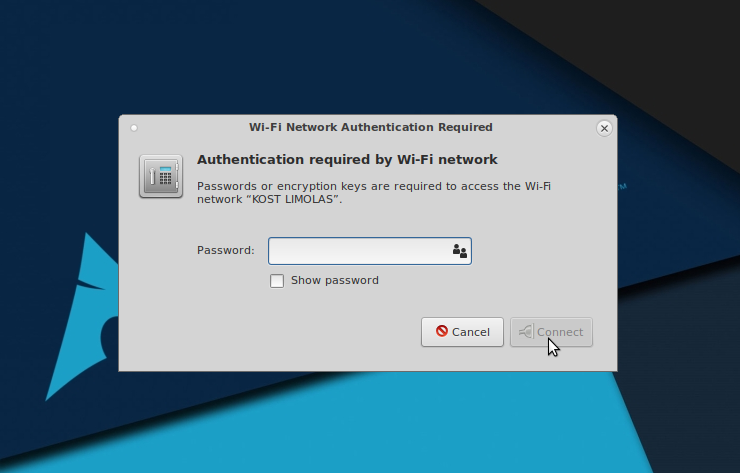 Wi-Fi Network Authentication Required
Authentication required by Wi-Fi network
Passwords or encryption keys are required to access the Wi-Fi
network “KOST LIMOLAS”.
TM
Password:
Show password
Cancel
Connect